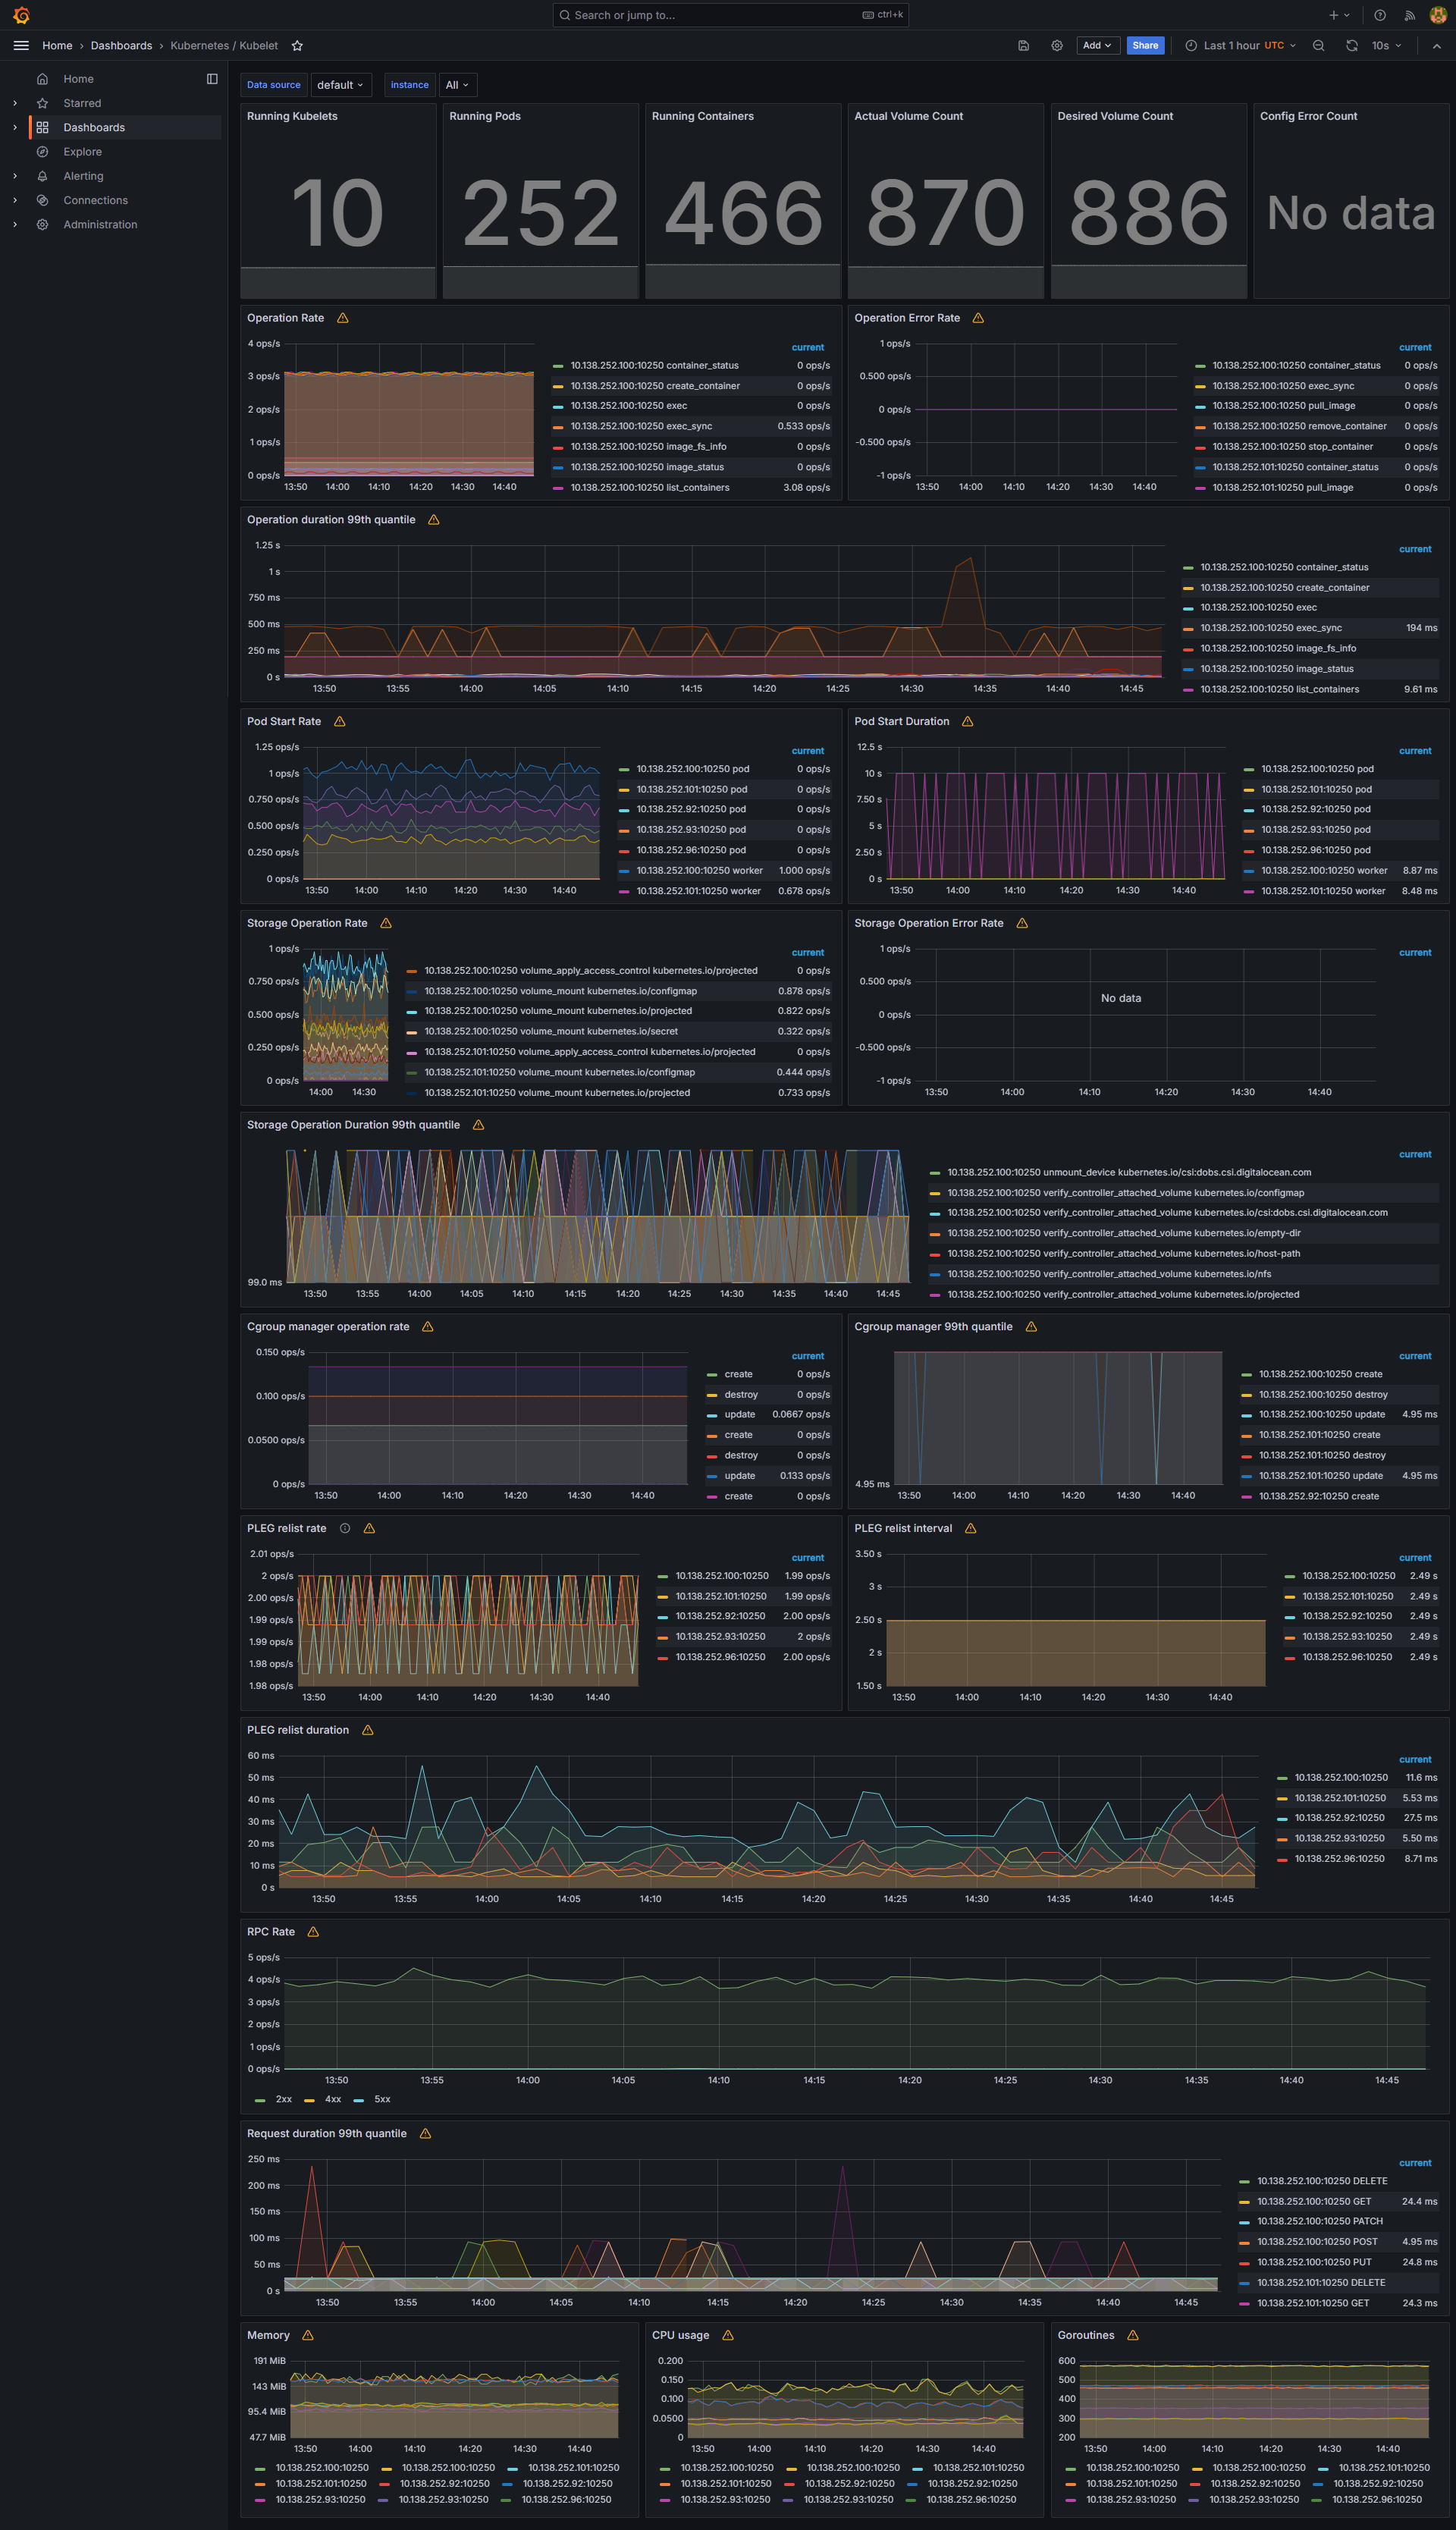 Search or jump to...
ctrl+k
Home › Dashboards › Kubernetes / Kubelet
Add
Share
Last 1 hour UTC
10s
Home
Starred
Dashboards
Explore
Alerting
Connections
Administration
Data source
default
instance
All
Running Kubelets
10
Running Pods
252
Running Containers
466
Actual Volume Count
870
Desired Volume Count
886
Config Error Count
No data
Operation Rate
4 ops/s
3 ops/s
2 ops/s
1 ops/s
0 ops/s
13:50 14:00 14:10 14:20 14:30 14:40
current
10.138.252.100:10250 container_status 0 ops/s
10.138.252.100:10250 create_container 0 ops/s
10.138.252.100:10250 exec 0 ops/s
10.138.252.100:10250 exec_sync 0.533 ops/s
10.138.252.100:10250 image_fs_info 0 ops/s
10.138.252.100:10250 image_status 0 ops/s
10.138.252.100:10250 list_containers 3.08 ops/s
Operation Error Rate
1 ops/s
0.500 ops/s
0 ops/s
-0.500 ops/s
-1 ops/s
13:50 14:00 14:10 14:20 14:30 14:40
current
10.138.252.100:10250 container_status 0 ops/s
10.138.252.100:10250 exec_sync 0 ops/s
10.138.252.100:10250 pull_image 0 ops/s
10.138.252.100:10250 remove_container 0 ops/s
10.138.252.100:10250 stop_container 0 ops/s
10.138.252.101:10250 container_status 0 ops/s
10.138.252.101:10250 pull_image 0 ops/s
Operation duration 99th quantile
1.25 s
1 s
750 ms
500 ms
250 ms
0 s
13:50 13:55 14:00 14:05 14:10 14:15 14:20 14:25 14:30 14:35 14:40 14:45
current
10.138.252.100:10250 container_status
10.138.252.100:10250 create_container
10.138.252.100:10250 exec
10.138.252.100:10250 exec_sync 194 ms
10.138.252.100:10250 image_fs_info
10.138.252.100:10250 image_status
10.138.252.100:10250 list_containers 9.61 ms
Pod Start Rate
1.25 ops/s
1 ops/s
0.750 ops/s
0.500 ops/s
0.250 ops/s
0 ops/s
13:50 14:00 14:10 14:20 14:30 14:40
current
10.138.252.100:10250 pod 0 ops/s
10.138.252.101:10250 pod 0 ops/s
10.138.252.92:10250 pod 0 ops/s
10.138.252.93:10250 pod 0 ops/s
10.138.252.96:10250 pod 0 ops/s
10.138.252.100:10250 worker 1.000 ops/s
10.138.252.101:10250 worker 0.678 ops/s
Pod Start Duration
12.5 s
10 s
7.50 s
5 s
2.50 s
0 s
13:50 14:00 14:10 14:20 14:30 14:40
current
10.138.252.100:10250 pod
10.138.252.101:10250 pod
10.138.252.92:10250 pod
10.138.252.93:10250 pod
10.138.252.96:10250 pod
10.138.252.100:10250 worker 8.87 ms
10.138.252.101:10250 worker 8.48 ms
Storage Operation Rate
1 ops/s
0.750 ops/s
0.500 ops/s
0.250 ops/s
0 ops/s
14:00 14:30
current
10.138.252.100:10250 volume_apply_access_control kubernetes.io/projected 0 ops/s
10.138.252.100:10250 volume_mount kubernetes.io/configmap 0.878 ops/s
10.138.252.100:10250 volume_mount kubernetes.io/projected 0.822 ops/s
10.138.252.100:10250 volume_mount kubernetes.io/secret 0.322 ops/s
10.138.252.101:10250 volume_apply_access_control kubernetes.io/projected 0 ops/s
10.138.252.101:10250 volume_mount kubernetes.io/configmap 0.444 ops/s
10.138.252.101:10250 volume_mount kubernetes.io/projected 0.733 ops/s
Storage Operation Error Rate
1 ops/s
0.500 ops/s
0 ops/s
-0.500 ops/s
-1 ops/s
No data
13:50 14:00 14:10 14:20 14:30 14:40
current
Storage Operation Duration 99th quantile
99.0 ms
13:50 13:55 14:00 14:05 14:10 14:15 14:20 14:25 14:30 14:35 14:40 14:45
current
10.138.252.100:10250 unmount_device kubernetes.io/csi:dobs.csi.digitalocean.com
10.138.252.100:10250 verify_controller_attached_volume kubernetes.io/configmap
10.138.252.100:10250 verify_controller_attached_volume kubernetes.io/csi:dobs.csi.digitalocean.com
10.138.252.100:10250 verify_controller_attached_volume kubernetes.io/empty-dir
10.138.252.100:10250 verify_controller_attached_volume kubernetes.io/host-path
10.138.252.100:10250 verify_controller_attached_volume kubernetes.io/nfs
10.138.252.100:10250 verify_controller_attached_volume kubernetes.io/projected
Cgroup manager operation rate
0.150 ops/s
0.100 ops/s
0.0500 ops/s
0 ops/s
13:50 14:00 14:10 14:20 14:30 14:40
current
create 0 ops/s
destroy 0 ops/s
update 0.0667 ops/s
create 0 ops/s
destroy 0 ops/s
update 0.133 ops/s
create 0 ops/s
Cgroup manager 99th quantile
4.95 ms
13:50 14:00 14:10 14:20 14:30 14:40
current
10.138.252.100:10250 create
10.138.252.100:10250 destroy
10.138.252.100:10250 update 4.95 ms
10.138.252.101:10250 create
10.138.252.101:10250 destroy
10.138.252.101:10250 update 4.95 ms
10.138.252.92:10250 create
PLEG relist rate
2.01 ops/s
2 ops/s
2.00 ops/s
1.99 ops/s
1.99 ops/s
1.98 ops/s
1.98 ops/s
13:50 14:00 14:10 14:20 14:30 14:40
current
10.138.252.100:10250 1.99 ops/s
10.138.252.101:10250 1.99 ops/s
10.138.252.92:10250 2.00 ops/s
10.138.252.93:10250 2 ops/s
10.138.252.96:10250 2.00 ops/s
PLEG relist interval
3.50 s
3 s
2.50 s
2 s
1.50 s
13:50 14:00 14:10 14:20 14:30 14:40
current
10.138.252.100:10250 2.49 s
10.138.252.101:10250 2.49 s
10.138.252.92:10250 2.49 s
10.138.252.93:10250 2.49 s
10.138.252.96:10250 2.49 s
PLEG relist duration
60 ms
50 ms
40 ms
30 ms
20 ms
10 ms
0 s
13:50 13:55 14:00 14:05 14:10 14:15 14:20 14:25 14:30 14:35 14:40 14:45
current
10.138.252.100:10250 11.6 ms
10.138.252.101:10250 5.53 ms
10.138.252.92:10250 27.5 ms
10.138.252.93:10250 5.50 ms
10.138.252.96:10250 8.71 ms
RPC Rate
5 ops/s
4 ops/s
3 ops/s
2 ops/s
1 ops/s
0 ops/s
13:50 13:55 14:00 14:05 14:10 14:15 14:20 14:25 14:30 14:35 14:40 14:45
2xx 4xx 5xx
Request duration 99th quantile
250 ms
200 ms
150 ms
100 ms
50 ms
0 s
13:50 13:55 14:00 14:05 14:10 14:15 14:20 14:25 14:30 14:35 14:40 14:45
current
10.138.252.100:10250 DELETE
10.138.252.100:10250 GET 24.4 ms
10.138.252.100:10250 PATCH
10.138.252.100:10250 POST 4.95 ms
10.138.252.100:10250 PUT 24.8 ms
10.138.252.101:10250 DELETE
10.138.252.101:10250 GET 24.3 ms
Memory
191 MiB
143 MiB
95.4 MiB
47.7 MiB
13:50 14:00 14:10 14:20 14:30 14:40
10.138.252.100:10250 10.138.252.100:10250 10.138.252.101:10250
10.138.252.101:10250 10.138.252.92:10250 10.138.252.92:10250
10.138.252.93:10250 10.138.252.93:10250 10.138.252.96:10250
CPU usage
0.200
0.150
0.100
0.0500
0
13:50 14:00 14:10 14:20 14:30 14:40
10.138.252.100:10250 10.138.252.100:10250 10.138.252.101:10250
10.138.252.101:10250 10.138.252.92:10250 10.138.252.92:10250
10.138.252.93:10250 10.138.252.93:10250 10.138.252.96:10250
Goroutines
600
500
400
300
200
13:50 14:00 14:10 14:20 14:30 14:40
10.138.252.100:10250 10.138.252.100:10250 10.138.252.101:10250
10.138.252.101:10250 10.138.252.92:10250 10.138.252.92:10250
10.138.252.93:10250 10.138.252.93:10250 10.138.252.96:10250